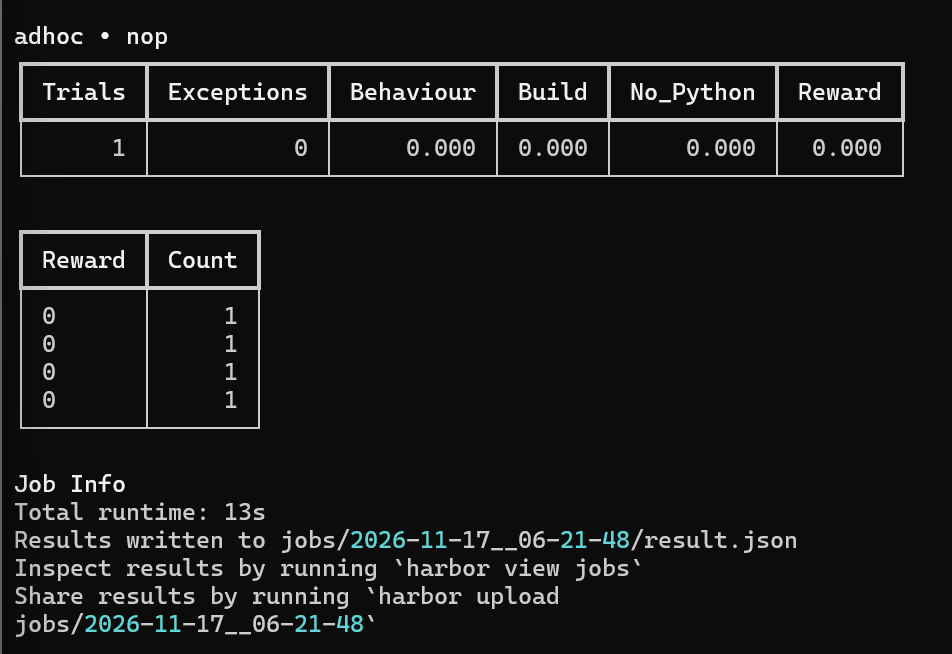 adhoc • nop
Trials Exceptions Behaviour Build No_Python Reward
1 0 0.000 0.000 0.000 0.000
Reward Count
0 1
0 1
0 1
0 1
Job Info
Total runtime: 13s
Results written to jobs/2026-11-17__06-21-48/result.json
Inspect results by running `harbor view jobs`
Share results by running `harbor upload
jobs/2026-11-17__06-21-48`